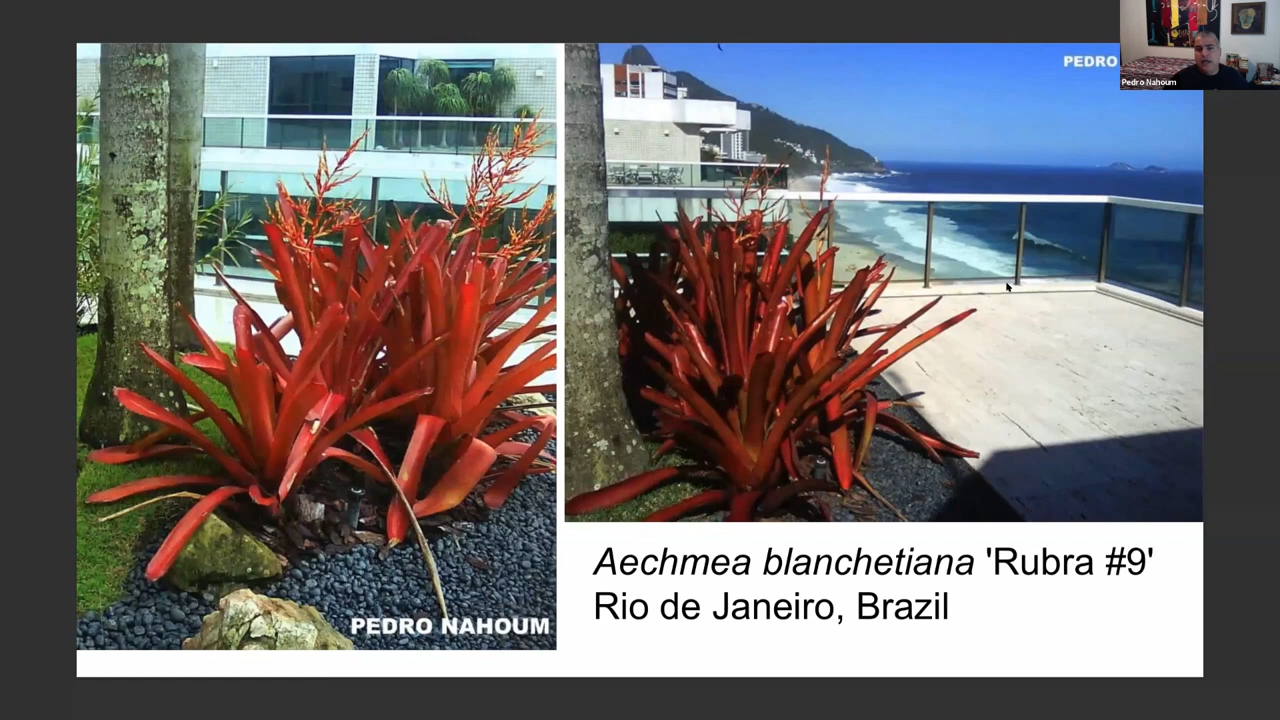 PEDRO
Pedro Nahoum
Aechmea blanchetiana 'Rubra #9'
Rio de Janeiro, Brazil
PEDRO NAHOUM